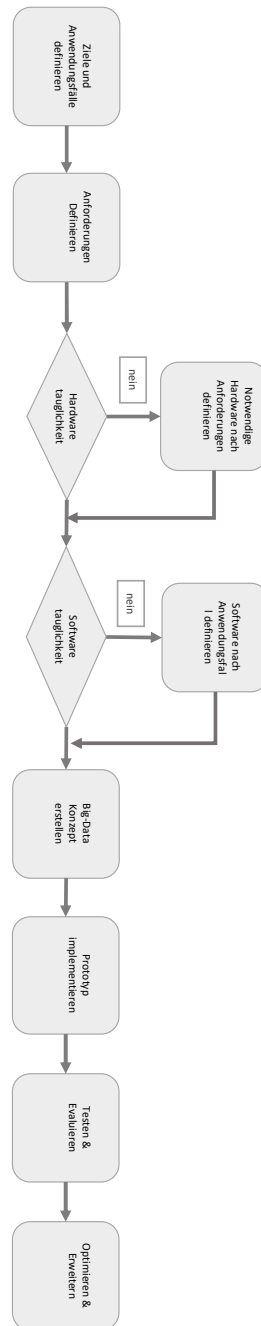 Ziele und
Anwendungsfälle
definieren
Anforderungen
Definieren
Hardware
tauglichkeit
nein
Notwendige
Hardware nach
Anforderungen
definieren
Software
tauglichkeit
nein
Software nach
Anwendungsfal
l definieren
Big-Data
Konzept
erstellen
Prototyp
implementieren
Testen &
Evaluieren
Optimieren &
Erweitern